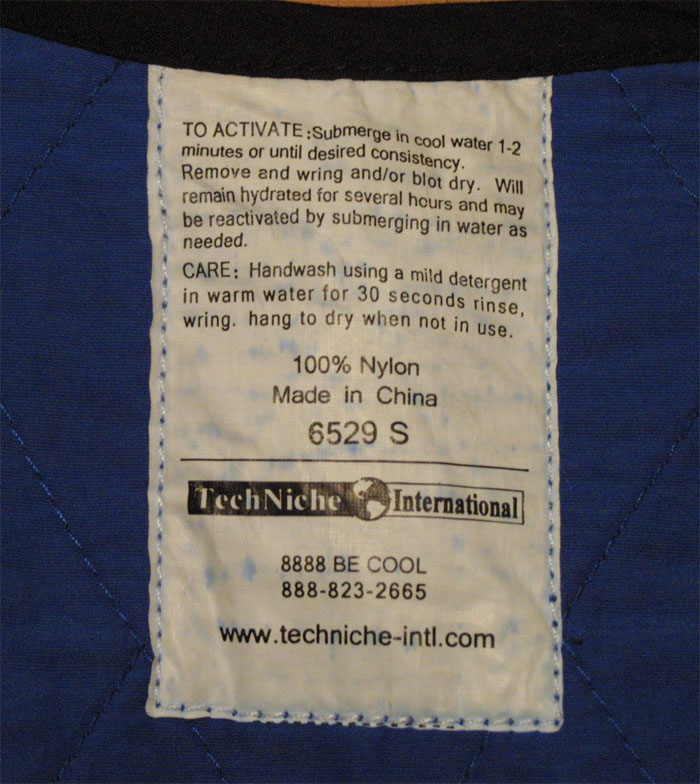 TO ACTIVATE:Submerge in cool water 1-2
minutes or until desired consistency.
Remove and wring and/or blot dry. Will
remain hydrated for several hours and may
be reactivated by submerging in water as
needed.
CARE: Handwash using a mild detergent
in warm water for 30 seconds rinse,
wring. hang to dry when not in use.
100% Nylon
Made in China
6529 S
TechNiche International
8888 BE COOL
888-823-2665
www.techniche-intl.com